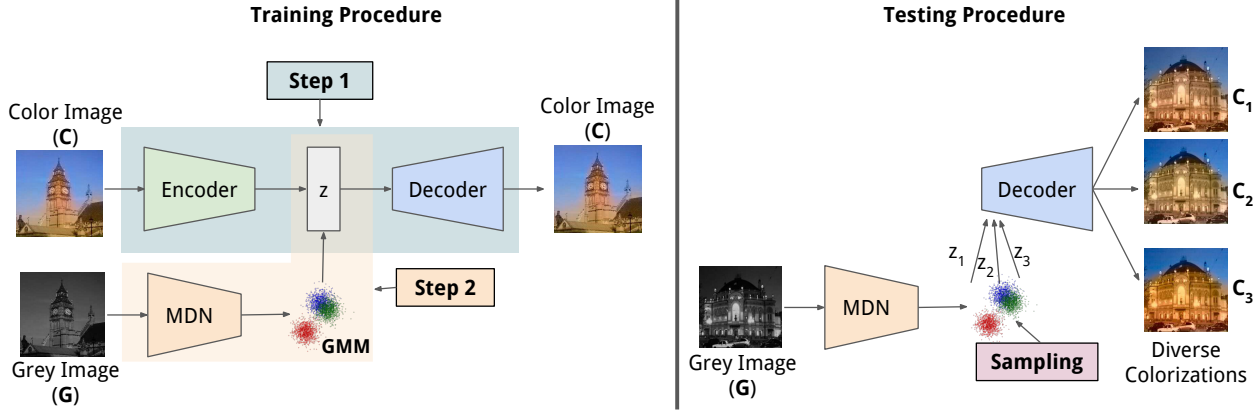 Training Procedure
Step 1
Color Image
(C)
Encoder
z
Decoder
Color Image
(C)
MDN
GMM
Step 2
Grey Image
(G)
Testing Procedure
Grey Image
(G)
MDN
z1
z2
z3
Sampling
Decoder
C1
C2
C3
Diverse
Colorizations